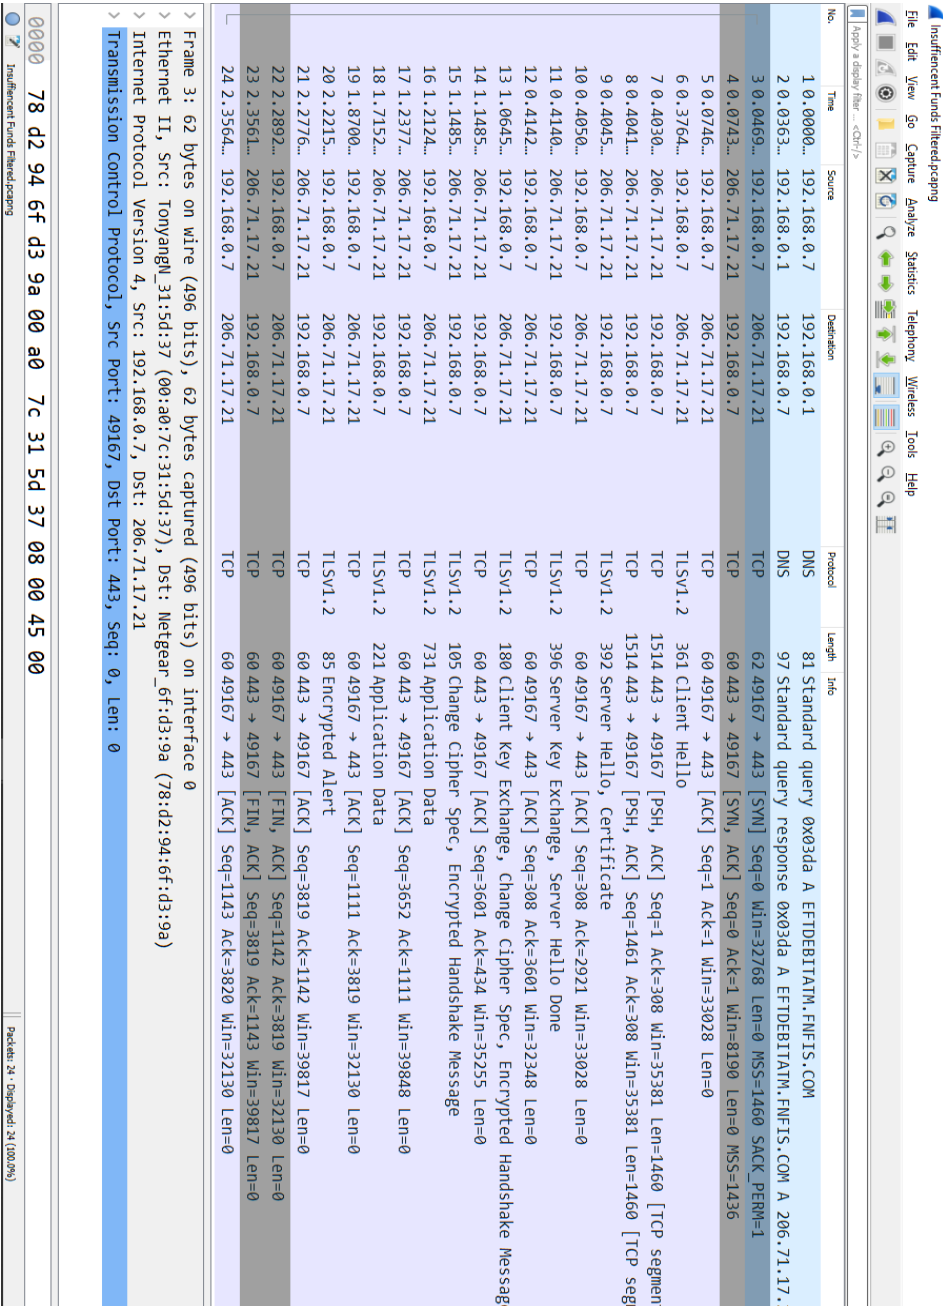 Insuffiencent Funds Filtered.pcapng
File Edit View Go Capture Analyze Statistics Telephony Wireless Tools Help
Apply a display filter ... <Ctrl-/>
No. Time Source Destination Protocol Length Info
1 0.0000… 192.168.0.7 192.168.0.1 DNS 81 Standard query 0x03da A EFTDEBITATM.FNFIS.COM
2 0.0363… 192.168.0.1 192.168.0.7 DNS 97 Standard query response 0x03da A EFTDEBITATM.FNFIS.COM A 206.71.17.
3 0.0469… 192.168.0.7 206.71.17.21 TCP 62 49167 → 443 [SYN] Seq=0 Win=32768 Len=0 MSS=1460 SACK_PERM=1
4 0.0743… 206.71.17.21 192.168.0.7 TCP 60 443 → 49167 [SYN, ACK] Seq=0 Ack=1 Win=8190 Len=0 MSS=1436
5 0.0746… 192.168.0.7 206.71.17.21 TCP 60 49167 → 443 [ACK] Seq=1 Ack=1 Win=33028 Len=0
6 0.3764… 192.168.0.7 206.71.17.21 TLSv1.2 361 Client Hello
7 0.4030… 206.71.17.21 192.168.0.7 TCP 1514 443 → 49167 [PSH, ACK] Seq=1 Ack=308 Win=35381 Len=1460 [TCP segmen
8 0.4041… 206.71.17.21 192.168.0.7 TCP 1514 443 → 49167 [PSH, ACK] Seq=1461 Ack=308 Win=35381 Len=1460 [TCP seg
9 0.4045… 206.71.17.21 192.168.0.7 TLSv1.2 392 Server Hello, Certificate
10 0.4050… 192.168.0.7 206.71.17.21 TCP 60 49167 → 443 [ACK] Seq=308 Ack=2921 Win=33028 Len=0
11 0.4140… 206.71.17.21 192.168.0.7 TLSv1.2 396 Server Key Exchange, Server Hello Done
12 0.4142… 192.168.0.7 206.71.17.21 TCP 60 49167 → 443 [ACK] Seq=308 Ack=3601 Win=32348 Len=0
13 1.0645… 192.168.0.7 206.71.17.21 TLSv1.2 180 Client Key Exchange, Change Cipher Spec, Encrypted Handshake Messag
14 1.1485… 206.71.17.21 192.168.0.7 TCP 60 443 → 49167 [ACK] Seq=3601 Ack=434 Win=35255 Len=0
15 1.1485… 206.71.17.21 192.168.0.7 TLSv1.2 105 Change Cipher Spec, Encrypted Handshake Message
16 1.2124… 192.168.0.7 206.71.17.21 TLSv1.2 731 Application Data
17 1.2377… 206.71.17.21 192.168.0.7 TCP 60 443 → 49167 [ACK] Seq=3652 Ack=1111 Win=39848 Len=0
18 1.7152… 206.71.17.21 192.168.0.7 TLSv1.2 221 Application Data
19 1.8700… 192.168.0.7 206.71.17.21 TCP 60 49167 → 443 [ACK] Seq=1111 Ack=3819 Win=32130 Len=0
20 2.2215… 192.168.0.7 206.71.17.21 TLSv1.2 85 Encrypted Alert
21 2.2776… 206.71.17.21 192.168.0.7 TCP 60 443 → 49167 [ACK] Seq=3819 Ack=1142 Win=39817 Len=0
22 2.2892… 192.168.0.7 206.71.17.21 TCP 60 49167 → 443 [FIN, ACK] Seq=1142 Ack=3819 Win=32130 Len=0
23 2.3561… 206.71.17.21 192.168.0.7 TCP 60 443 → 49167 [FIN, ACK] Seq=3819 Ack=1143 Win=39817 Len=0
24 2.3564… 192.168.0.7 206.71.17.21 TCP 60 49167 → 443 [ACK] Seq=1143 Ack=3820 Win=32130 Len=0
Frame 3: 62 bytes on wire (496 bits), 62 bytes captured (496 bits) on interface 0
Ethernet II, Src: TonyangN_31:5d:37 (00:a0:7c:31:5d:37), Dst: Netgear_6f:d3:9a (78:d2:94:6f:d3:9a)
Internet Protocol Version 4, Src: 192.168.0.7, Dst: 206.71.17.21
Transmission Control Protocol, Src Port: 49167, Dst Port: 443, Seq: 0, Len: 0
0000 78 d2 94 6f d3 9a 00 a0 7c 31 5d 37 08 00 45 00
Insuffiencent Funds Filtered.pcapng Packets: 24 · Displayed: 24 (100.0%)